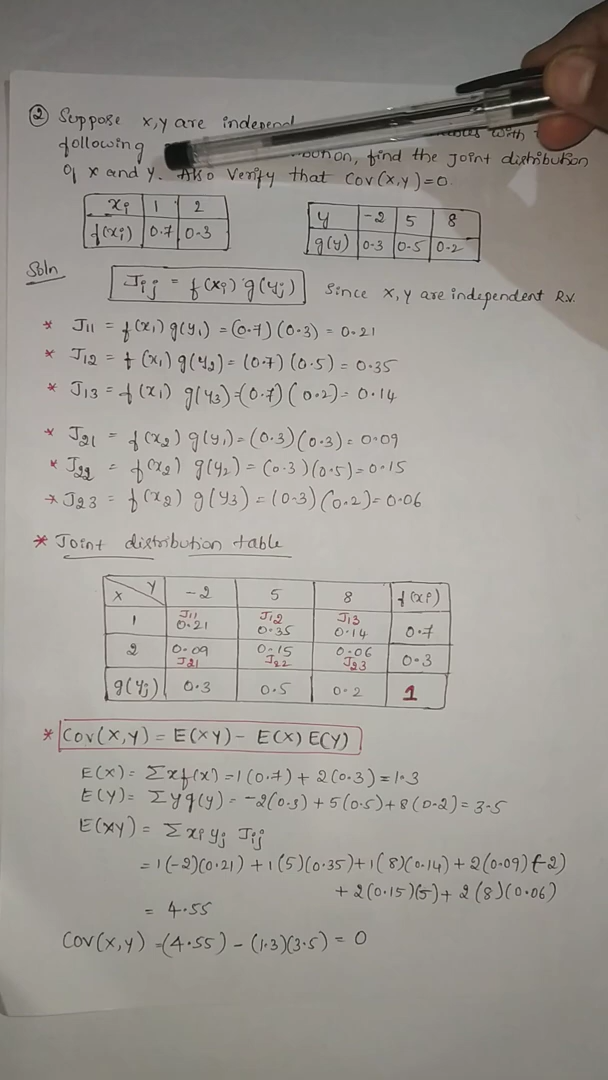 ② Suppose x,y are independ
following
of x and y. Also Verify that Cov(x,y)=0.
with
find the Joint distribution
xi 1 2
f(xi) 0.7 0.3
y -2 5 8
g(y) 0.3 0.5 0.2
Soln
Jij = f(xi) g(yj) Since x,y are independent R.V.
* J11 = f(x1) g(y1) = (0.7)(0.3) = 0.21
* J12 = f(x1) g(y2) = (0.7)(0.5) = 0.35
* J13 = f(x1) g(y3) = (0.7)(0.2) = 0.14
* J21 = f(x2) g(y1) = (0.3)(0.3) = 0.09
* J22 = f(x2) g(y2) = (0.3)(0.5) = 0.15
* J23 = f(x2) g(y3) = (0.3)(0.2) = 0.06
* Joint distribution table
x y -2 5 8 f(xi)
1 J11 0.21 J12 0.35 J13 0.14 0.7
2 0.09 J21 0.15 J22 0.06 J23 0.3
g(yj) 0.3 0.5 0.2 1
* Cov(x,y) = E(xy) - E(x) E(y)
E(x) = Σxf(x) = 1(0.7) + 2(0.3) = 1.3
E(y) = Σyg(y) = -2(0.3) + 5(0.5) + 8(0.2) = 3.5
E(xy) = Σxi yj Jij
= 1(-2)(0.21) + 1(5)(0.35) + 1(8)(0.14) + 2(0.09)(-2)
+ 2(0.15)(5) + 2(8)(0.06)
= 4.55
Cov(x,y) = (4.55) - (1.3)(3.5) = 0